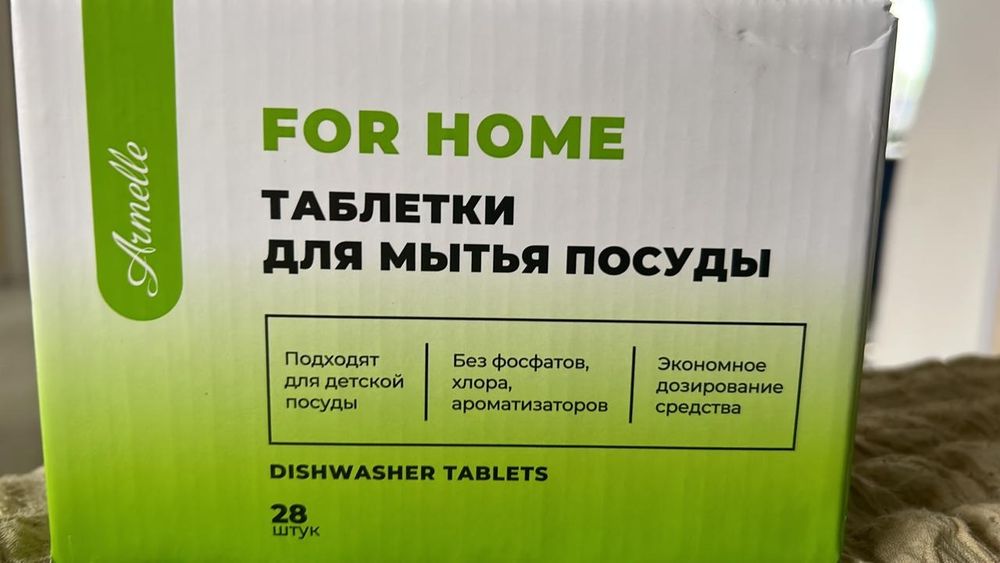 Armelle
FOR HOME
ТАБЛЕТКИ
ДЛЯ МЫТЬЯ ПОСУДЫ
Подходят
для детской
посуды
Без фосфатов,
хлора,
ароматизаторов
Экономное
дозирование
средства
DISHWASHER TABLETS
28
штук